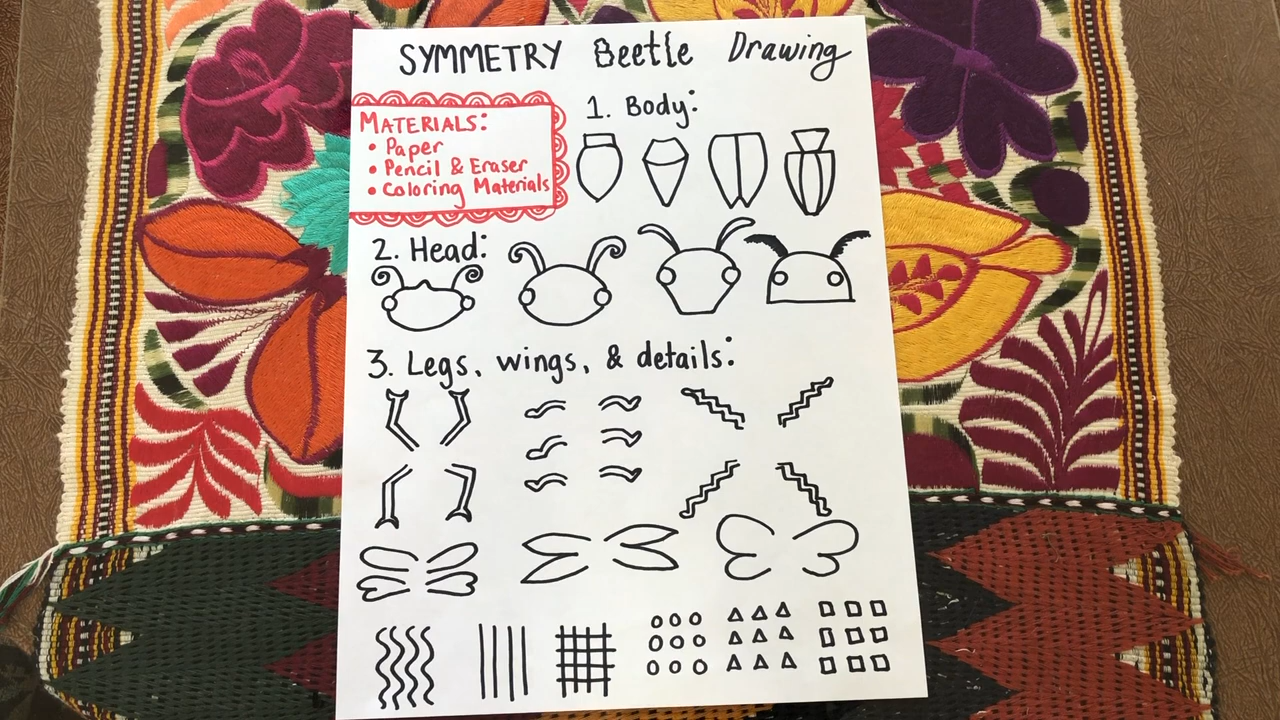 SYMMETRY Beetle Drawing
MATERIALS:
• Paper
• Pencil & Eraser
• Coloring Materials
1. Body:
2. Head:
3. Legs, wings, & details: